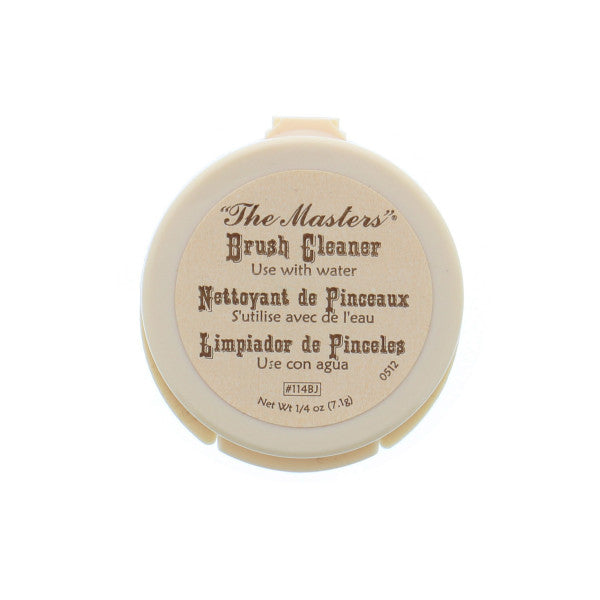 "The Masters"®
Brush Cleaner
Use with water
Nettoyant de Pinceaux
S'utilise avec de l'eau
Limpiador de Pinceles
Use con agua
0512
#114BJ
Net Wt 1/4 oz (7.1g)